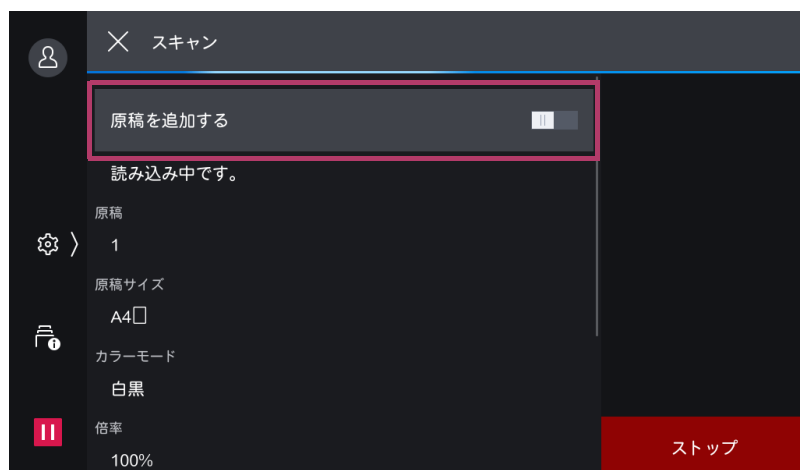 スキャン
原稿を追加する
読み込み中です。
原稿
1
原稿サイズ
A4
カラーモード
白黒
倍率
100%
ストップ